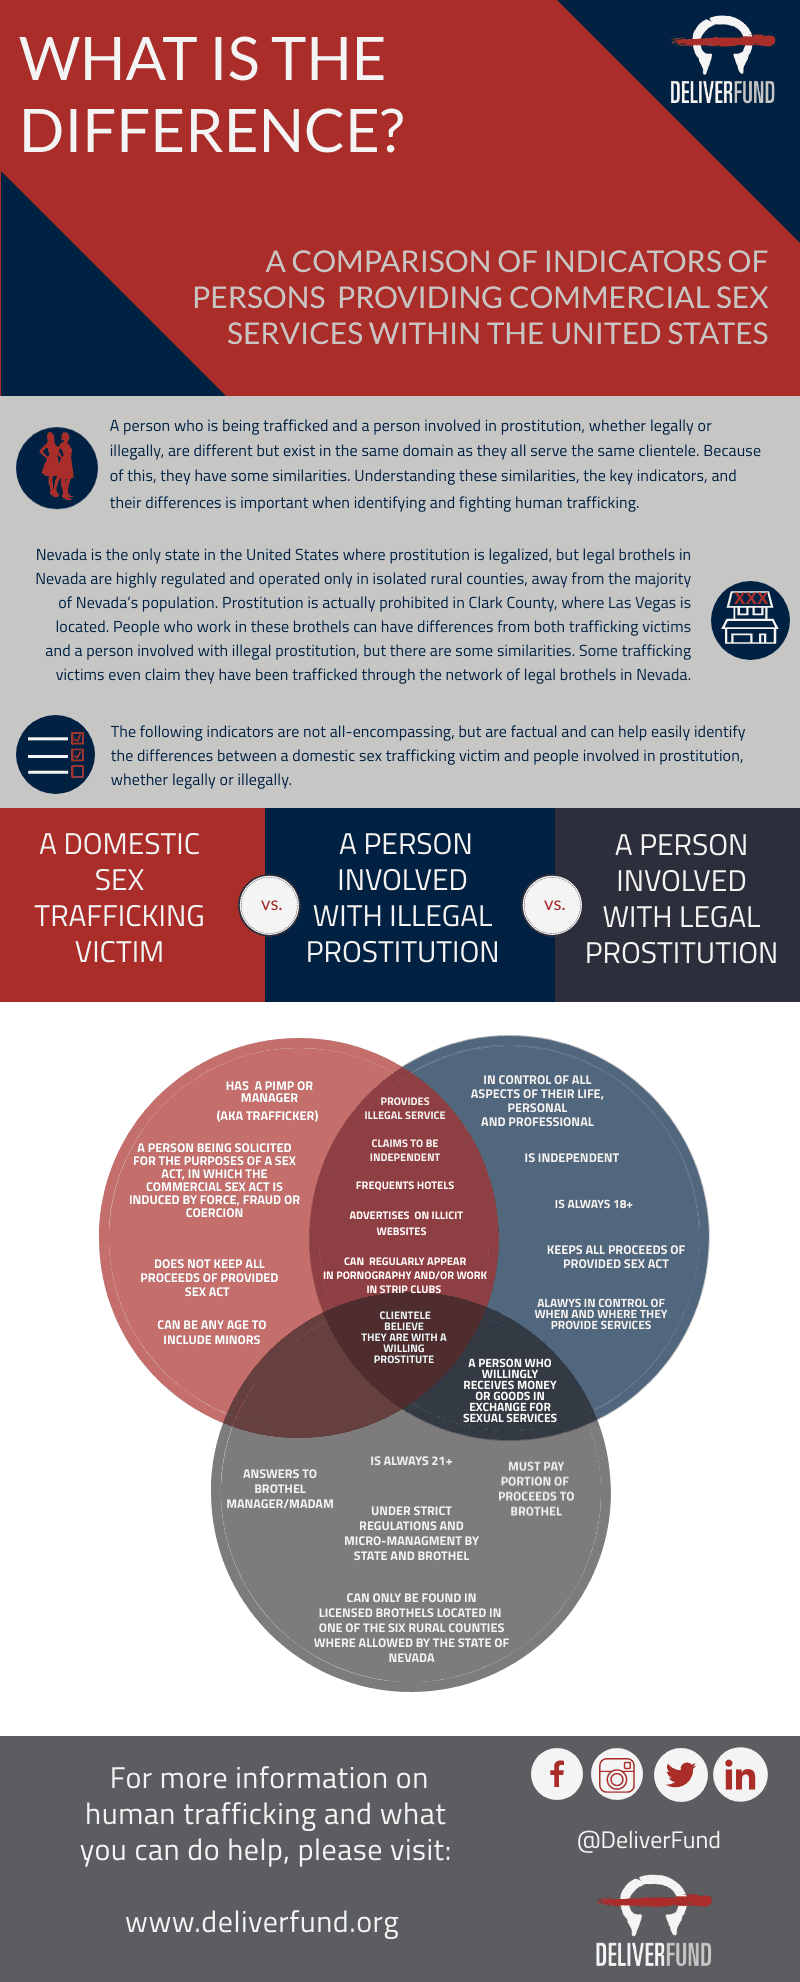 WHAT IS THE
DIFFERENCE?
DELIVERFUND
A COMPARISON OF INDICATORS OF
PERSONS PROVIDING COMMERCIAL SEX
SERVICES WITHIN THE UNITED STATES
A person who is being trafficked and a person involved in prostitution, whether legally or
illegally, are different but exist in the same domain as they all serve the same clientele. Because
of this, they have some similarities. Understanding these similarities, the key indicators, and
their differences is important when identifying and fighting human trafficking.
Nevada is the only state in the United States where prostitution is legalized, but legal brothels in
Nevada are highly regulated and operated only in isolated rural counties, away from the majority
of Nevada's population. Prostitution is actually prohibited in Clark County, where Las Vegas is
located. People who work in these brothels can have differences from both trafficking victims
and a person involved with illegal prostitution, but there are some similarities. Some trafficking
victims even claim they have been trafficked through the network of legal brothels in Nevada.
XXX
The following indicators are not all-encompassing, but are factual and can help easily identify
the differences between a domestic sex trafficking victim and people involved in prostitution,
whether legally or illegally.
A DOMESTIC
SEX
TRAFFICKING
VICTIM
vs.
A PERSON
INVOLVED
WITH ILLEGAL
PROSTITUTION
vs.
A PERSON
INVOLVED
WITH LEGAL
PROSTITUTION
HAS A PIMP OR
MANAGER
(AKA TRAFFICKER)
A PERSON BEING SOLICITED
FOR THE PURPOSES OF A SEX
ACT, IN WHICH THE
COMMERCIAL SEX ACT IS
INDUCED BY FORCE, FRAUD OR
COERCION
DOES NOT KEEP ALL
PROCEEDS OF PROVIDED
SEX ACT
CAN BE ANY AGE TO
INCLUDE MINORS
PROVIDES
ILLEGAL SERVICE
CLAIMS TO BE
INDEPENDENT
FREQUENTS HOTELS
ADVERTISES ON ILLICIT
WEBSITES
CAN REGULARLY APPEAR
IN PORNOGRAPHY AND/OR WORK
IN STRIP CLUBS
CLIENTELE
BELIEVE
THEY ARE WITH A
WILLING
PROSTITUTE
IN CONTROL OF ALL
ASPECTS OF THEIR LIFE,
PERSONAL
AND PROFESSIONAL
IS INDEPENDENT
IS ALWAYS 18+
KEEPS ALL PROCEEDS OF
PROVIDED SEX ACT
ALAWYS IN CONTROL OF
WHEN AND WHERE THEY
PROVIDE SERVICES
A PERSON WHO
WILLINGLY
RECEIVES MONEY
OR GOODS IN
EXCHANGE FOR
SEXUAL SERVICES
ANSWERS TO
BROTHEL
MANAGER/MADAM
IS ALWAYS 21+
MUST PAY
PORTION OF
PROCEEDS TO
BROTHEL
UNDER STRICT
REGULATIONS AND
MICRO-MANAGMENT BY
STATE AND BROTHEL
CAN ONLY BE FOUND IN
LICENSED BROTHELS LOCATED IN
ONE OF THE SIX RURAL COUNTIES
WHERE ALLOWED BY THE STATE OF
NEVADA
For more information on
human trafficking and what
you can do help, please visit:
www.deliverfund.org
@DeliverFund
DELIVERFUND